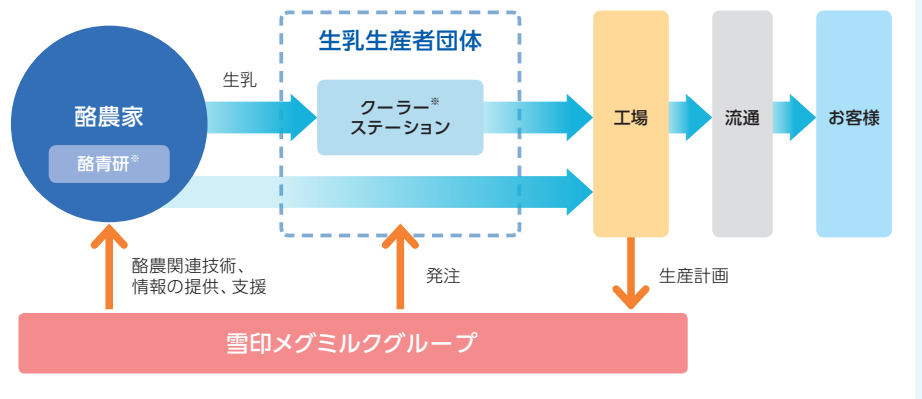 生乳生産者団体
生乳
酪農家
酪青研※
クーラー※
ステーション
工場
流通
お客様
酪農関連技術、
情報の提供、支援
発注
生産計画
雪印メグミルクグループ